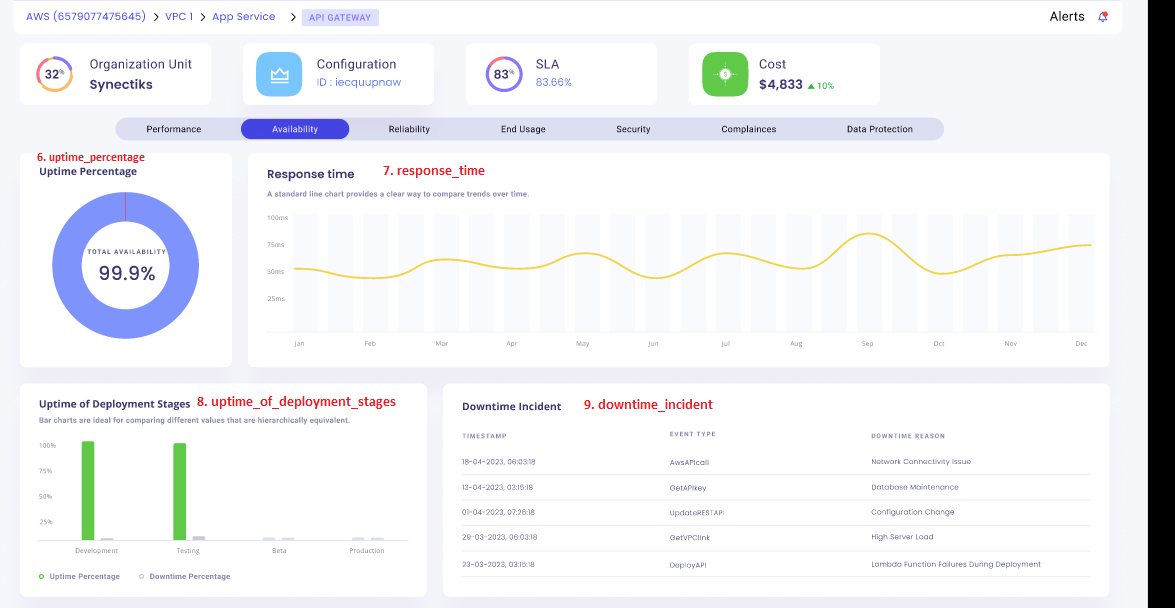 AWS (6579077475645) > VPC 1 > App Service > API GATEWAY
Alerts
32%
Organization Unit
Synectiks
Configuration
ID : iecquupnaw
83%
SLA
83.66%
Cost
$4,833 ▲10%
Performance Availability Reliability End Usage Security Complainces Data Protection
6. uptime_percentage
Uptime Percentage
TOTAL AVAILABILITY
99.9%
Response time 7. response_time
A standard line chart provides a clear way to compare trends over time.
100ms
75ms
50ms
25ms
Jan Feb Mar Apr May Jun Jul Aug Sep Oct Nov Dec
Uptime of Deployment Stages 8. uptime_of_deployment_stages
Bar charts are ideal for comparing different values that are hierarchically equivalent.
100%
75%
50%
25%
Development Testing Beta Production
Uptime Percentage Downtime Percentage
Downtime Incident 9. downtime_incident
TIMESTAMP EVENT TYPE DOWNTIME REASON
18-04-2023, 06:03:18 AwsAPIcall Network Connectivity Issue
13-04-2023, 03:15:18 GetAPIkey Database Maintenance
01-04-2023, 07:26:18 UpdateRESTAPI Configuration Change
29-03-2023, 06:03:18 GetVPClink High Server Load
23-03-2023, 03:15:18 DeployAPI Lambda Function Failures During Deployment